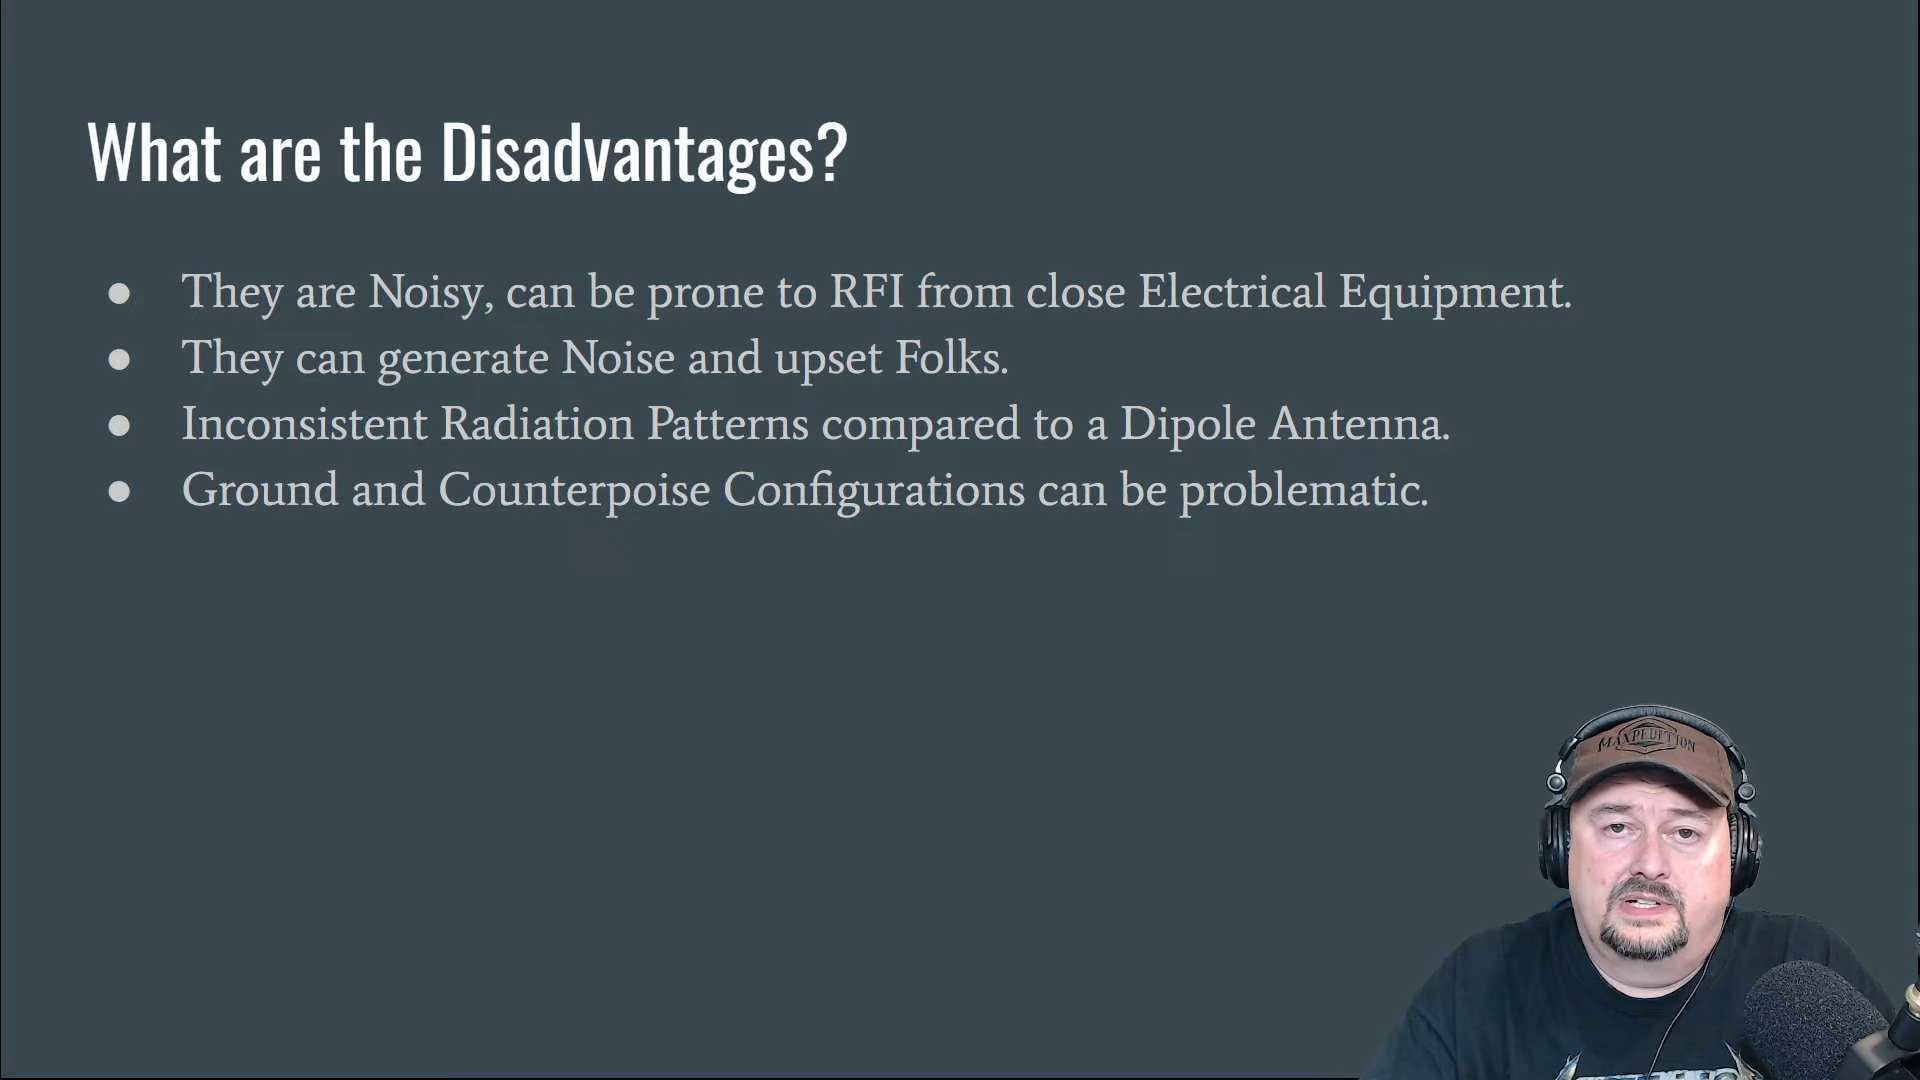 What are the Disadvantages?
● They are Noisy, can be prone to RFI from close Electrical Equipment.
● They can generate Noise and upset Folks.
● Inconsistent Radiation Patterns compared to a Dipole Antenna.
● Ground and Counterpoise Configurations can be problematic.
MAXPEDITION